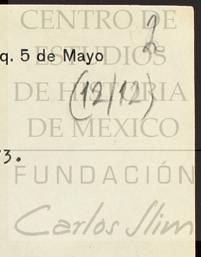 CENTRO DE
2
ESTUDIOS
q. 5 de Mayo
(12/12)
DE HISTORIA
DE MEXICO
3.
FUNDACIÓN
Carlos Slim